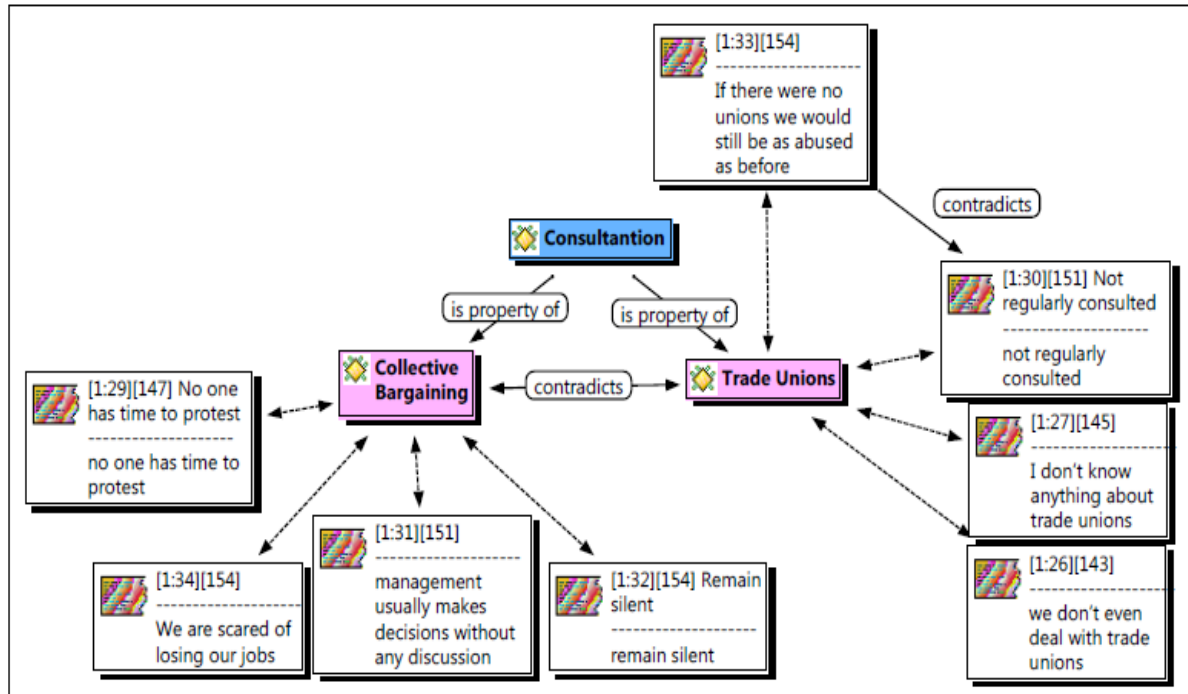 [1:33][154]
--------------------
If there were no
unions we would
still be as abused
as before
contradicts
Consultantion
is property of
is property of
[1:30][151] Not
regularly consulted
--------------------
not regularly
consulted
Collective
Bargaining
contradicts
Trade Unions
[1:29][147] No one
has time to protest
--------------------
no one has time to
protest
[1:27][145]
--------------------
I don't know
anything about
trade unions
[1:34][154]
--------------------
We are scared of
losing our jobs
[1:31][151]
--------------------
management
usually makes
decisions without
any discussion
[1:32][154] Remain
silent
--------------------
remain silent
[1:26][143]
--------------------
we don't even
deal with trade
unions